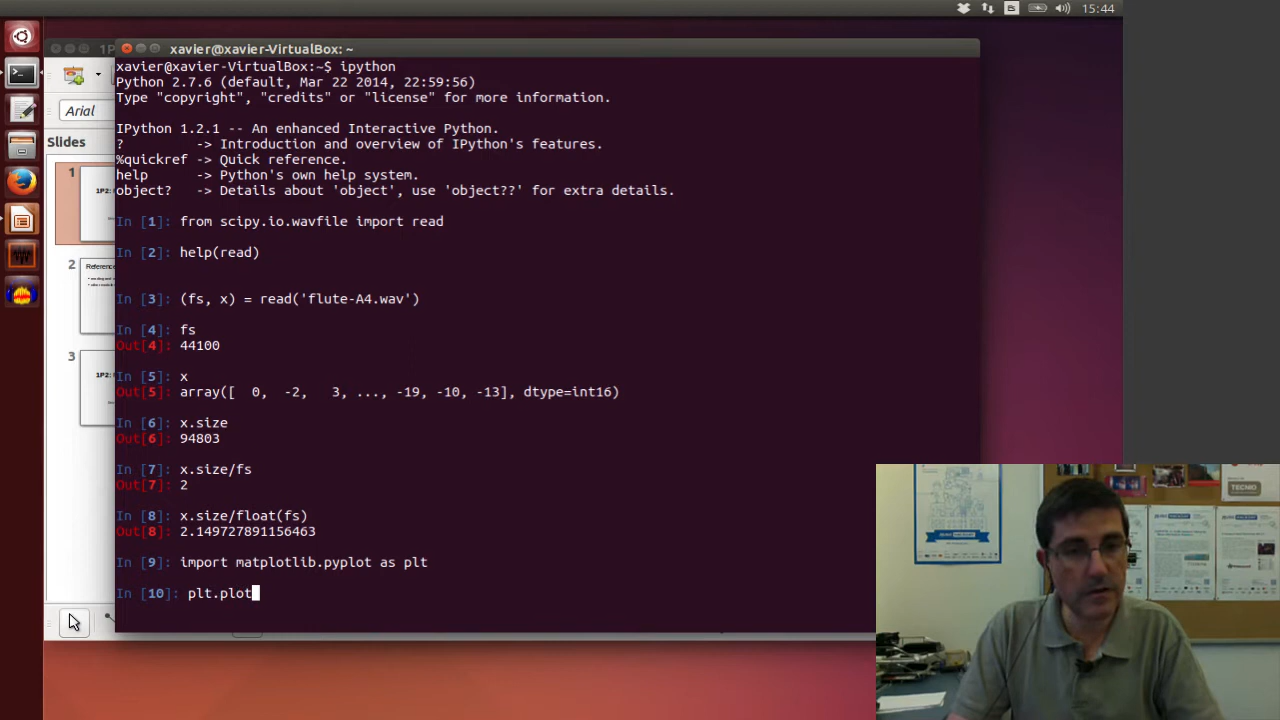 15:44
1P
xavier@xavier-VirtualBox: ~
xavier@xavier-VirtualBox:~$ ipython
Python 2.7.6 (default, Mar 22 2014, 22:59:56)
Type "copyright", "credits" or "license" for more information.
IPython 1.2.1 -- An enhanced Interactive Python.
?         -> Introduction and overview of IPython's features.
%quickref -> Quick reference.
help      -> Python's own help system.
object?   -> Details about 'object', use 'object??' for extra details.
In [1]: from scipy.io.wavfile import read
In [2]: help(read)
In [3]: (fs, x) = read('flute-A4.wav')
In [4]: fs
Out[4]: 44100
In [5]: x
Out[5]: array([  0,  -2,   3, ..., -19, -10, -13], dtype=int16)
In [6]: x.size
Out[6]: 94803
In [7]: x.size/fs
Out[7]: 2
In [8]: x.size/float(fs)
Out[8]: 2.149727891156463
In [9]: import matplotlib.pyplot as plt
In [10]: plt.plot
Arial
Slides
1
1P2:
2
Reference
3
1P2:
TECNIO